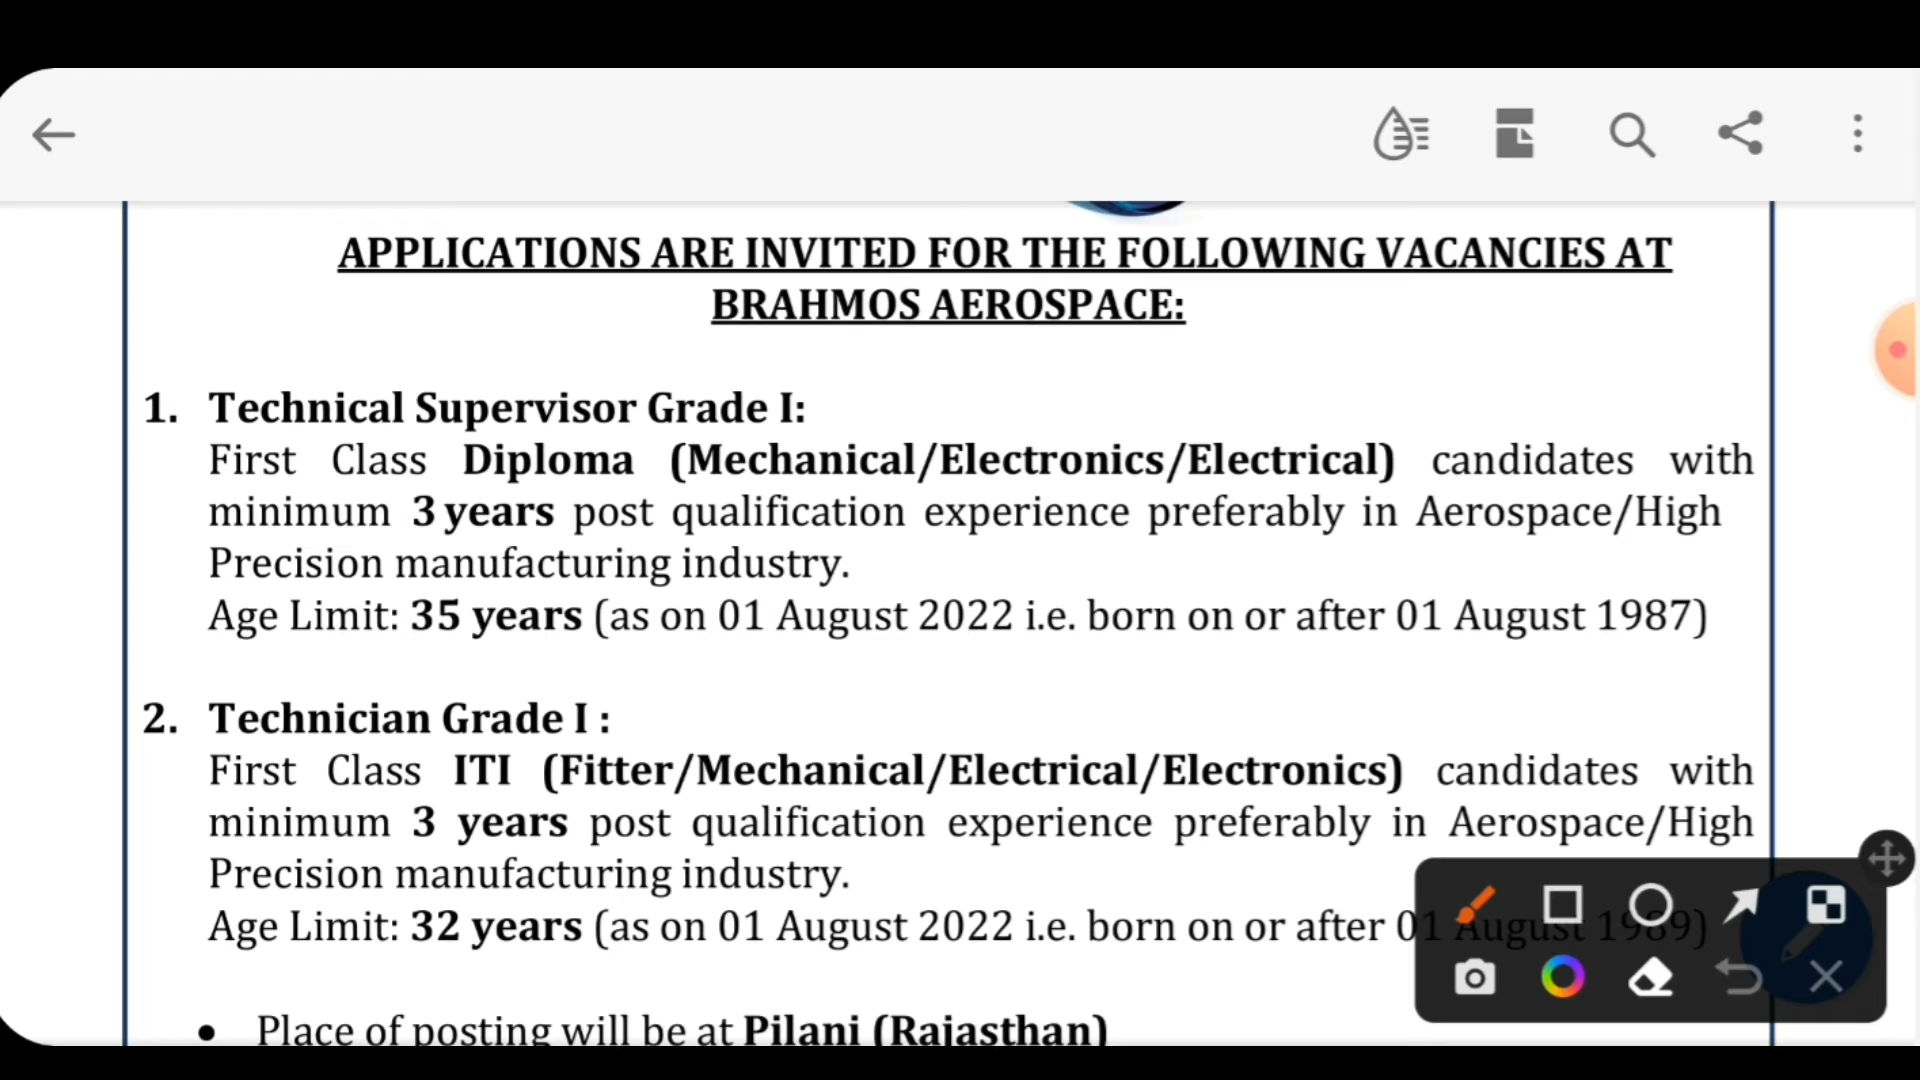 APPLICATIONS ARE INVITED FOR THE FOLLOWING VACANCIES AT
BRAHMOS AEROSPACE:
1. Technical Supervisor Grade I:
First Class Diploma (Mechanical/Electronics/Electrical) candidates with
minimum 3 years post qualification experience preferably in Aerospace/High
Precision manufacturing industry.
Age Limit: 35 years (as on 01 August 2022 i.e. born on or after 01 August 1987)
2. Technician Grade I :
First Class ITI (Fitter/Mechanical/Electrical/Electronics) candidates with
minimum 3 years post qualification experience preferably in Aerospace/High
Precision manufacturing industry.
Age Limit: 32 years (as on 01 August 2022 i.e. born on or after 01 August 1989)
• Place of posting will be at Pilani (Rajasthan)